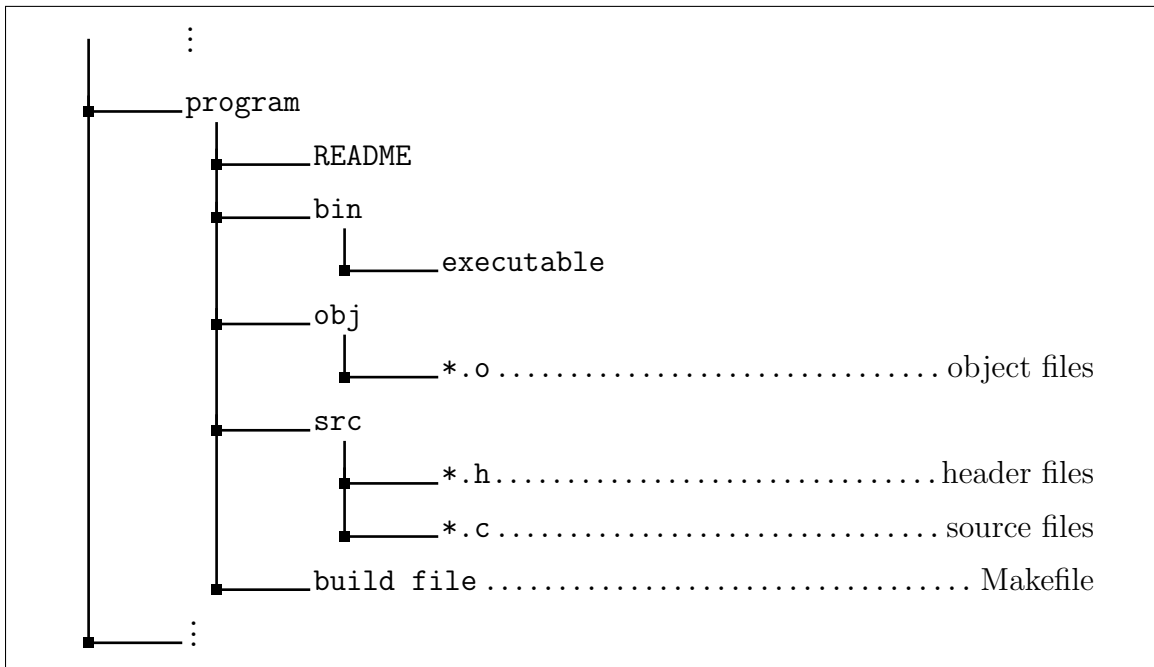 ⋮
program
README
bin
executable
obj
*.o ................................ object files
src
*.h ................................ header files
*.c ................................ source files
build file ................................... Makefile
⋮